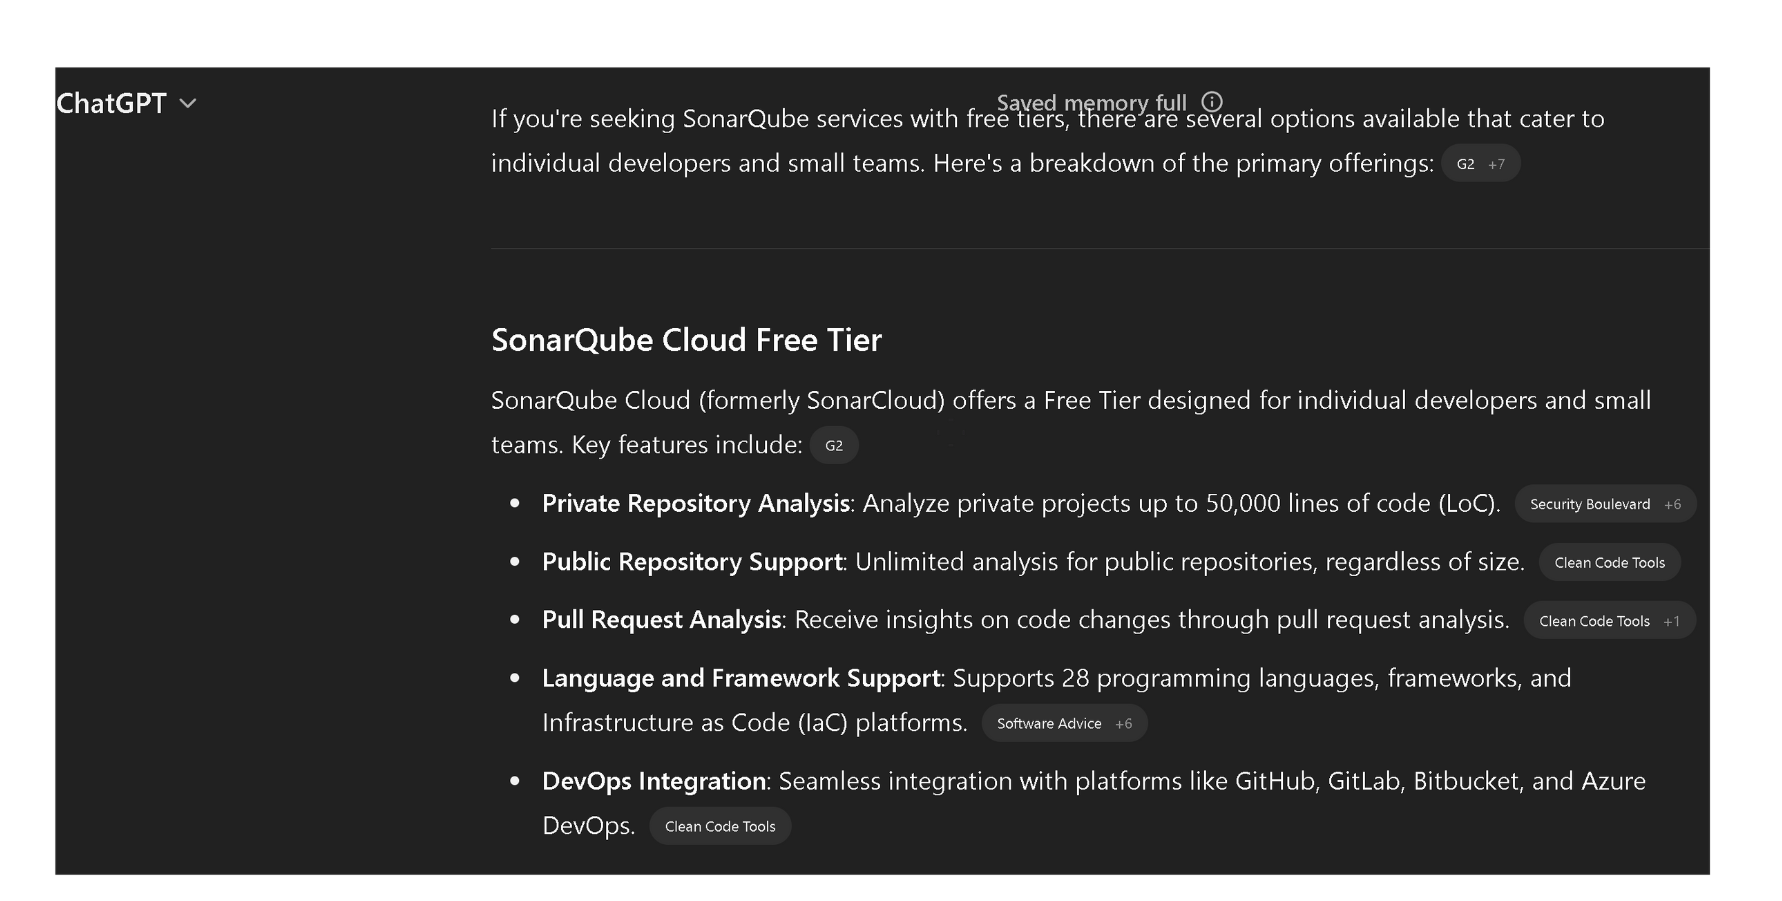 ChatGPT
Saved memory full
If you're seeking SonarQube services with free tiers, there are several options available that cater to
individual developers and small teams. Here's a breakdown of the primary offerings: G2 +7
SonarQube Cloud Free Tier
SonarQube Cloud (formerly SonarCloud) offers a Free Tier designed for individual developers and small
teams. Key features include: G2
• Private Repository Analysis: Analyze private projects up to 50,000 lines of code (LoC). Security Boulevard +6
• Public Repository Support: Unlimited analysis for public repositories, regardless of size. Clean Code Tools
• Pull Request Analysis: Receive insights on code changes through pull request analysis. Clean Code Tools +1
• Language and Framework Support: Supports 28 programming languages, frameworks, and
Infrastructure as Code (IaC) platforms. Software Advice +6
• DevOps Integration: Seamless integration with platforms like GitHub, GitLab, Bitbucket, and Azure
DevOps. Clean Code Tools